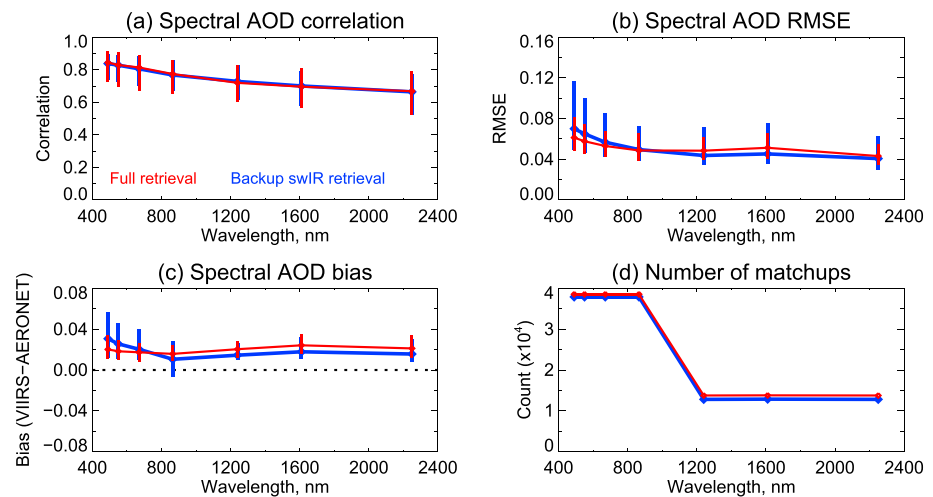 (a) Spectral AOD correlation
1.0
0.8
0.6
0.4
0.2
0.0
Correlation
Full retrieval
Backup swIR retrieval
400 800 1200 1600 2000 2400
Wavelength, nm
(b) Spectral AOD RMSE
0.16
0.12
0.08
0.04
0.00
RMSE
400 800 1200 1600 2000 2400
Wavelength, nm
(c) Spectral AOD bias
0.08
0.04
0.00
−0.04
−0.08
Bias (VIIRS−AERONET)
400 800 1200 1600 2000 2400
Wavelength, nm
(d) Number of matchups
4
3
2
1
0
Count (x10⁴)
400 800 1200 1600 2000 2400
Wavelength, nm